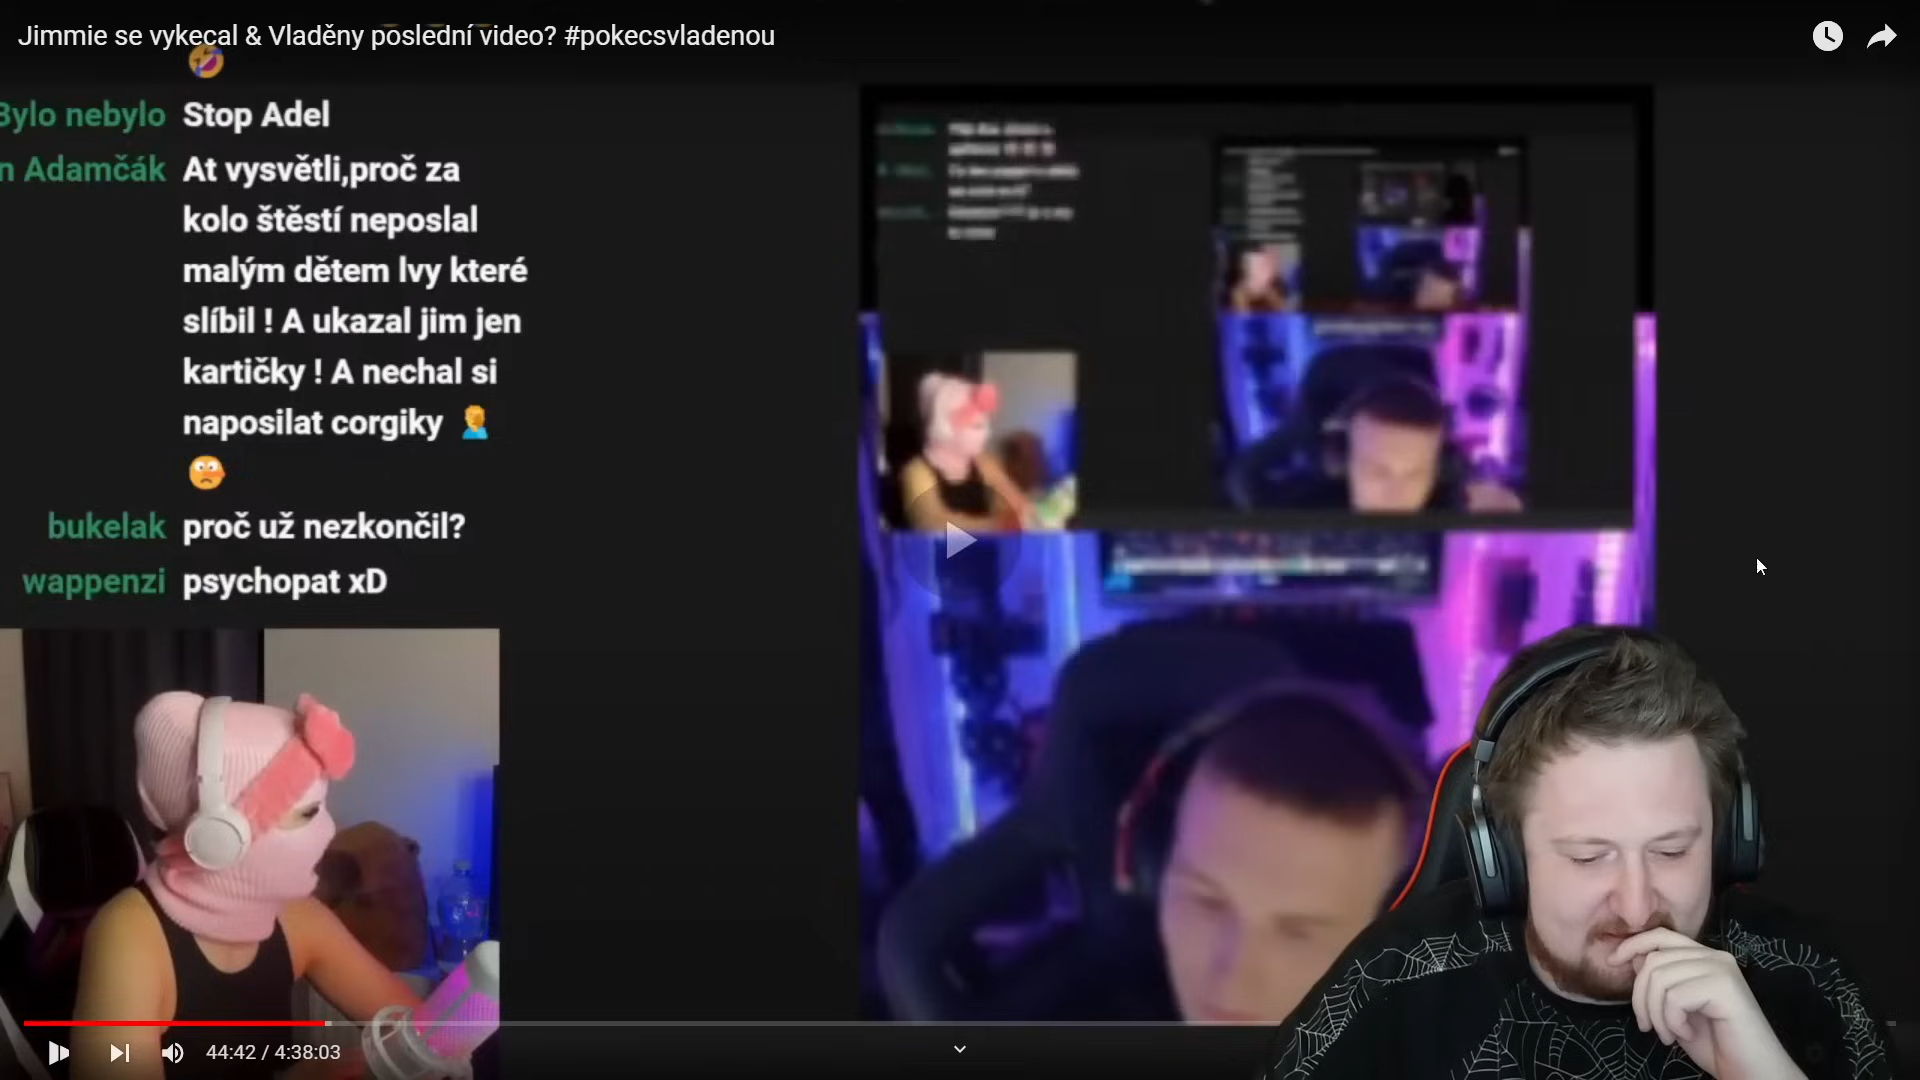 Jimmie se vykecal & Vladěny poslední video? #pokecsvladenou
Bylo nebylo Stop Adel
n Adamčák At vysvětli,proč za
kolo štěstí neposlal
malým dětem lvy které
slíbil ! A ukazal jim jen
kartičky ! A nechal si
naposilat corgiky 🤦
🥺
bukelak proč už nezkončil?
wappenzi psychopat xD
44:42 / 4:38:03